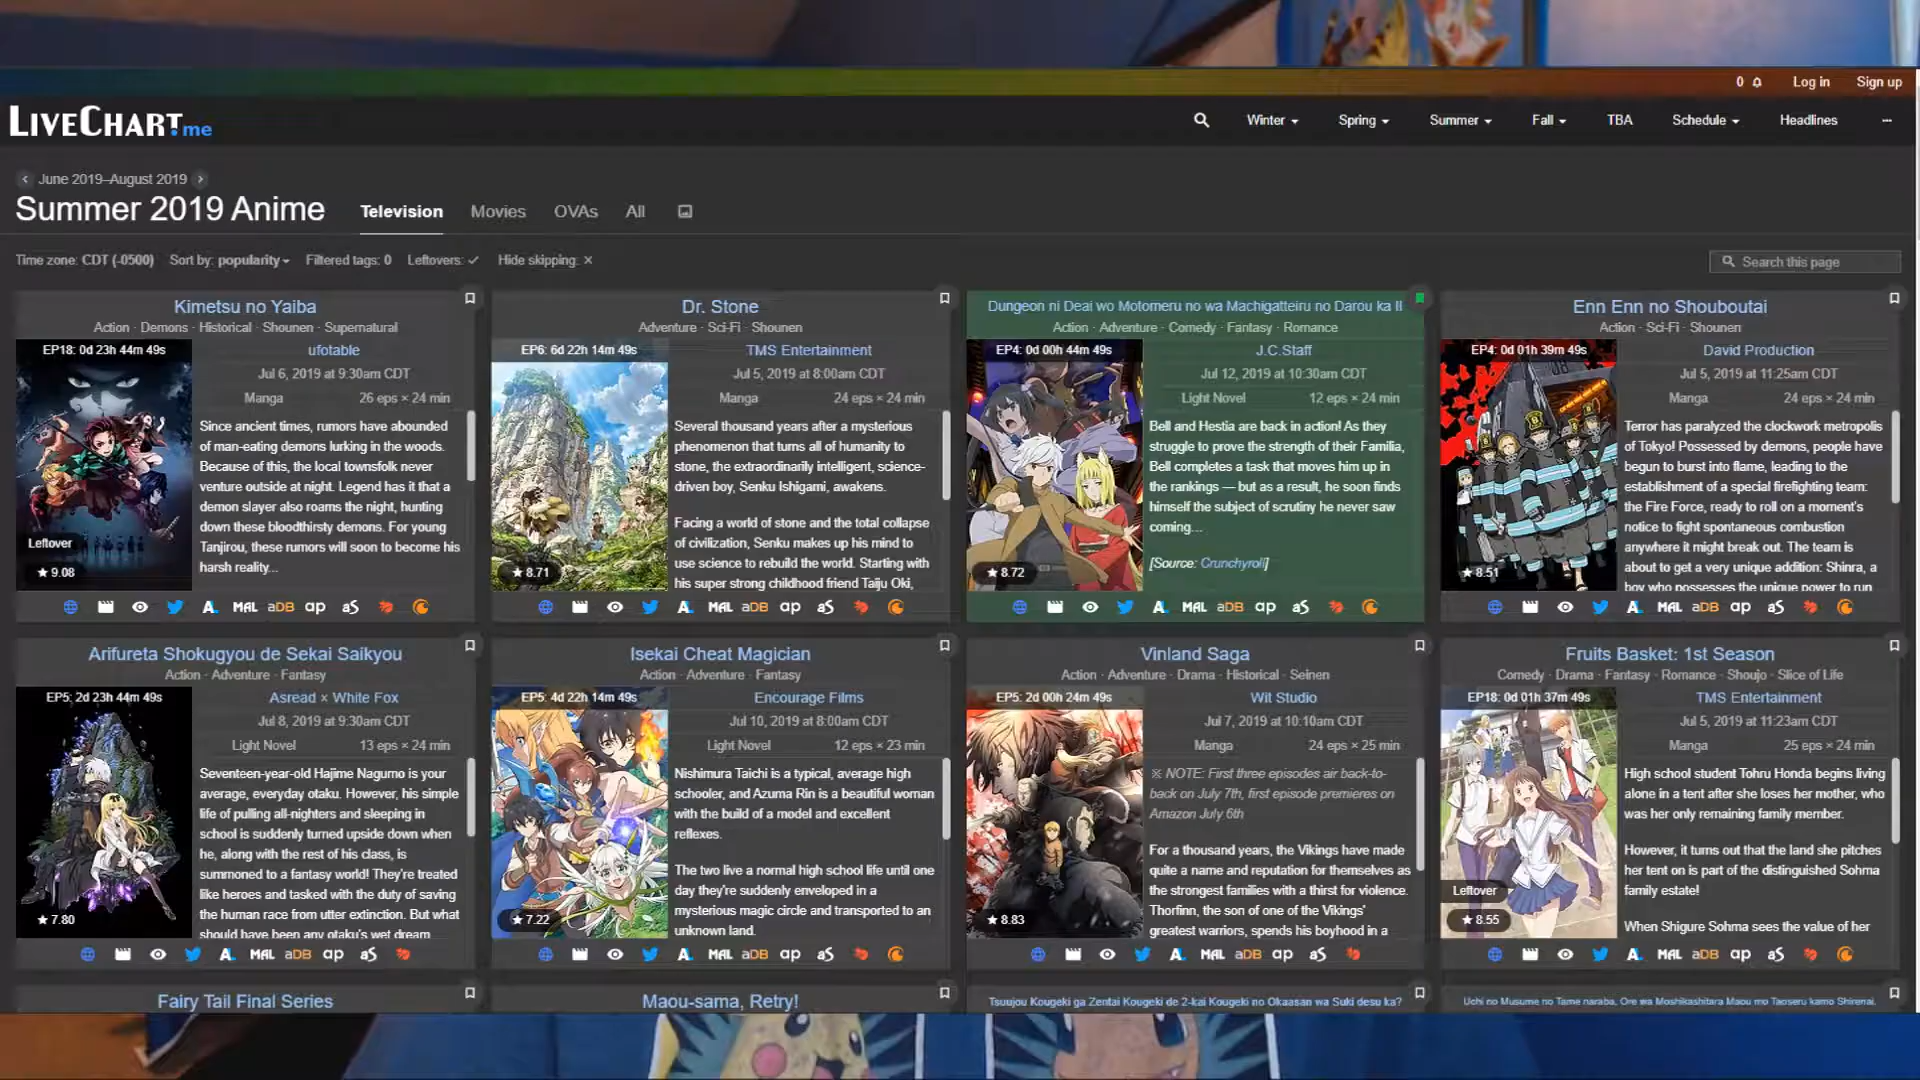 0 Log in Sign up
LIVECHART.me
Winter Spring Summer Fall TBA Schedule Headlines ...
June 2019–August 2019
Summer 2019 Anime Television Movies OVAs All
Time zone: CDT (-0500) Sort by: popularity Filtered tags: 0 Leftovers: ✓ Hide skipping: ×
Search this page
Kimetsu no Yaiba
Action · Demons · Historical · Shounen · Supernatural
EP18: 0d 23h 44m 49s
ufotable
Jul 6, 2019 at 9:30am CDT
Manga 26 eps × 24 min
Since ancient times, rumors have abounded
of man-eating demons lurking in the woods.
Because of this, the local townsfolk never
venture outside at night. Legend has it that a
demon slayer also roams the night, hunting
down these bloodthirsty demons. For young
Tanjirou, these rumors will soon to become his
harsh reality...
Leftover
★ 9.08
MAL aDB ap aS
Dr. Stone
Adventure · Sci-Fi · Shounen
EP6: 6d 22h 14m 49s
TMS Entertainment
Jul 5, 2019 at 8:00am CDT
Manga 24 eps × 24 min
Several thousand years after a mysterious
phenomenon that turns all of humanity to
stone, the extraordinarily intelligent, science-
driven boy, Senku Ishigami, awakens.
Facing a world of stone and the total collapse
of civilization, Senku makes up his mind to
use science to rebuild the world. Starting with
his super strong childhood friend Taiju Oki,
★ 8.71
MAL aDB ap aS
Dungeon ni Deai wo Motomeru no wa Machigatteiru no Darou ka II
Action · Adventure · Comedy · Fantasy · Romance
EP4: 0d 00h 44m 49s
J.C.Staff
Jul 12, 2019 at 10:30am CDT
Light Novel 12 eps × 24 min
Bell and Hestia are back in action! As they
struggle to prove the strength of their Familia,
Bell completes a task that moves him up in
the rankings — but as a result, he soon finds
himself the subject of scrutiny he never saw
coming...
[Source: Crunchyroll]
★ 8.72
MAL aDB ap aS
Enn Enn no Shouboutai
Action · Sci-Fi · Shounen
EP4: 0d 01h 39m 49s
David Production
Jul 5, 2019 at 11:25am CDT
Manga 24 eps × 24 min
Terror has paralyzed the clockwork metropolis
of Tokyo! Possessed by demons, people have
begun to burst into flame, leading to the
establishment of a special firefighting team:
the Fire Force, ready to roll on a moment's
notice to fight spontaneous combustion
anywhere it might break out. The team is
about to get a very unique addition: Shinra, a
boy who possesses the unique power to run
★ 8.51
MAL aDB ap aS
Arifureta Shokugyou de Sekai Saikyou
Action · Adventure · Fantasy
EP5: 2d 23h 44m 49s
Asread × White Fox
Jul 8, 2019 at 9:30am CDT
Light Novel 13 eps × 24 min
Seventeen-year-old Hajime Nagumo is your
average, everyday otaku. However, his simple
life of pulling all-nighters and sleeping in
school is suddenly turned upside down when
he, along with the rest of his class, is
summoned to a fantasy world! They're treated
like heroes and tasked with the duty of saving
the human race from utter extinction. But what
should have been any otaku's wet dream
★ 7.80
MAL aDB ap aS
Isekai Cheat Magician
Action · Adventure · Fantasy
EP5: 4d 22h 14m 49s
Encourage Films
Jul 10, 2019 at 8:00am CDT
Light Novel 12 eps × 23 min
Nishimura Taichi is a typical, average high
schooler, and Azuma Rin is a beautiful woman
with the build of a model and excellent
reflexes.
The two live a normal high school life until one
day they're suddenly enveloped in a
mysterious magic circle and transported to an
unknown land.
★ 7.22
MAL aDB ap aS
Vinland Saga
Action · Adventure · Drama · Historical · Seinen
EP5: 2d 00h 24m 49s
Wit Studio
Jul 7, 2019 at 10:10am CDT
Manga 24 eps × 25 min
※ NOTE: First three episodes air back-to-
back on July 7th, first episode premieres on
Amazon July 6th
For a thousand years, the Vikings have made
quite a name and reputation for themselves as
the strongest families with a thirst for violence.
Thorfinn, the son of one of the Vikings'
greatest warriors, spends his boyhood in a
★ 8.83
MAL aDB ap aS
Fruits Basket: 1st Season
Comedy · Drama · Fantasy · Romance · Shoujo · Slice of Life
EP18: 0d 01h 37m 49s
TMS Entertainment
Jul 5, 2019 at 11:23am CDT
Manga 25 eps × 24 min
High school student Tohru Honda begins living
alone in a tent after she loses her mother, who
was her only remaining family member.
However, it turns out that the land she pitches
her tent on is part of the distinguished Sohma
family estate!
When Shigure Sohma sees the value of her
Leftover
★ 8.55
MAL aDB ap aS
Fairy Tail Final Series
Maou-sama, Retry!
Tsuujou Kougeki ga Zentai Kougeki de 2-kai Kougeki no Okaasan wa Suki desu ka?
Uchi no Musume no Tame naraba, Ore wa Moshikashitara Maou mo Taoseru kamo Shirenai.